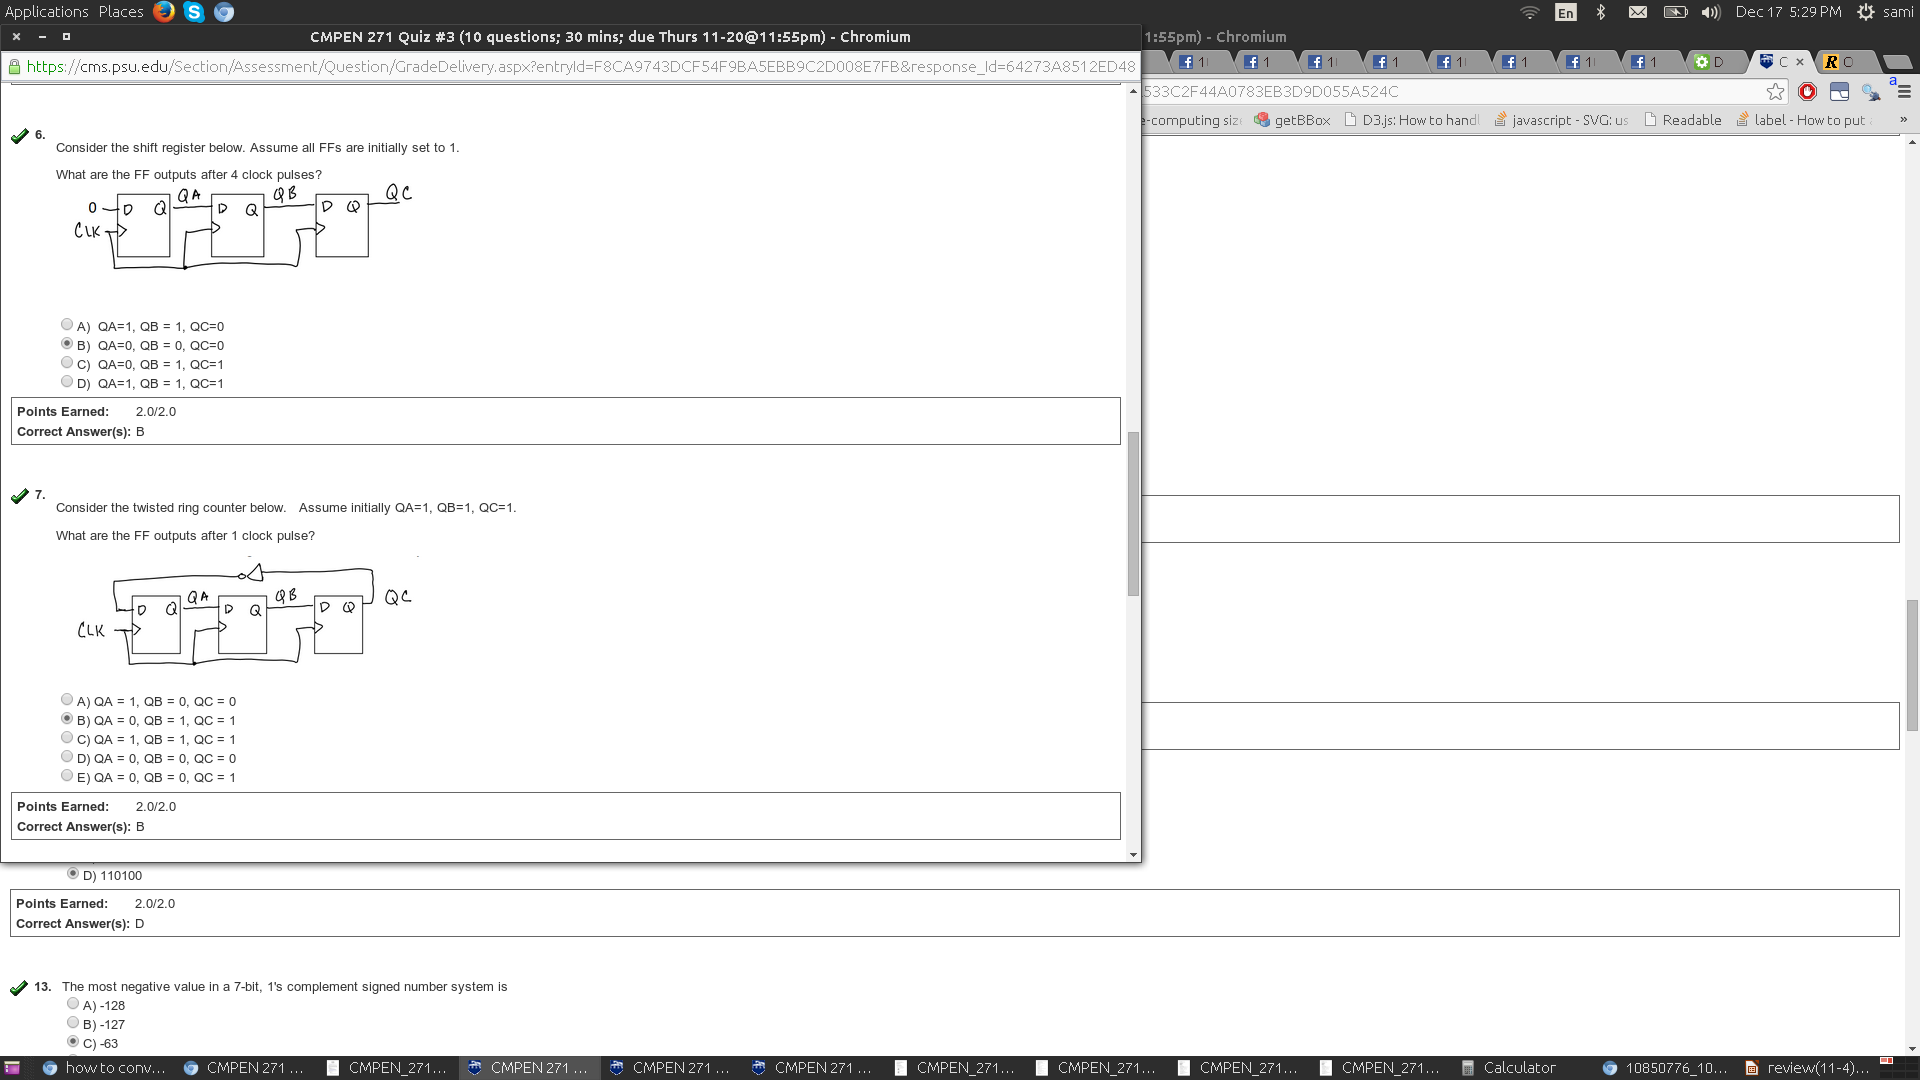 Applications Places
En
Dec 17 5:29 PM
sami
CMPEN 271 Quiz #3 (10 questions; 30 mins; due Thurs 11-20@11:55pm) - Chromium
1:55pm) - Chromium
https://cms.psu.edu/Section/Assessment/Question/GradeDelivery.aspx?entryId=F8CA9743DCF54F9BA5EBB9C2D008E7FB&response_Id=64273A8512ED48
1 1 1 1 1 1 1 1 D C × O
533C2F44A0783EB3D9D055A524C
e-computing siz getBBox D3.js: How to handl javascript - SVG: us Readable label - How to put a »
6.
Consider the shift register below. Assume all FFs are initially set to 1.
What are the FF outputs after 4 clock pulses?
QA QB QC
0 D Q D Q D Q
CLK
A) QA=1, QB = 1, QC=0
B) QA=0, QB = 0, QC=0
C) QA=0, QB = 1, QC=1
D) QA=1, QB = 1, QC=1
Points Earned: 2.0/2.0
Correct Answer(s): B
7.
Consider the twisted ring counter below. Assume initially QA=1, QB=1, QC=1.
What are the FF outputs after 1 clock pulse?
QA QB QC
D Q D Q D Q
CLK
A) QA = 1, QB = 0, QC = 0
B) QA = 0, QB = 1, QC = 1
C) QA = 1, QB = 1, QC = 1
D) QA = 0, QB = 0, QC = 0
E) QA = 0, QB = 0, QC = 1
Points Earned: 2.0/2.0
Correct Answer(s): B
D) 110100
Points Earned: 2.0/2.0
Correct Answer(s): D
13. The most negative value in a 7-bit, 1's complement signed number system is
A) -128
B) -127
C) -63
how to conv... CMPEN 271 ... CMPEN_271... CMPEN 271 ... CMPEN 271 ... CMPEN 271 ... CMPEN_271... CMPEN_271... CMPEN_271... CMPEN_271... Calculator 10850776_10... review(11-4)...